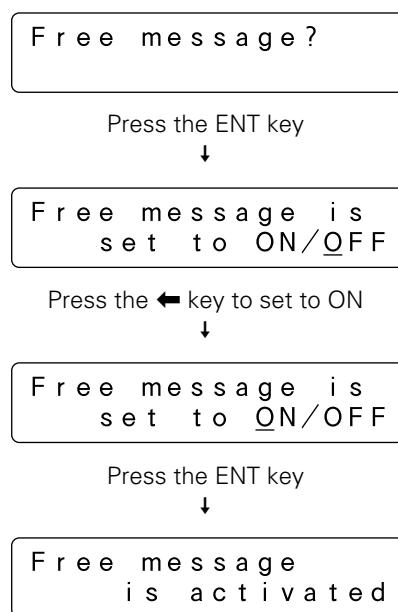 Free message?
Press the ENT key
↓
Free message is
set to ON/OFF
Press the ← key to set to ON
↓
Free message is
set to ON/OFF
Press the ENT key
↓
Free message
is activated